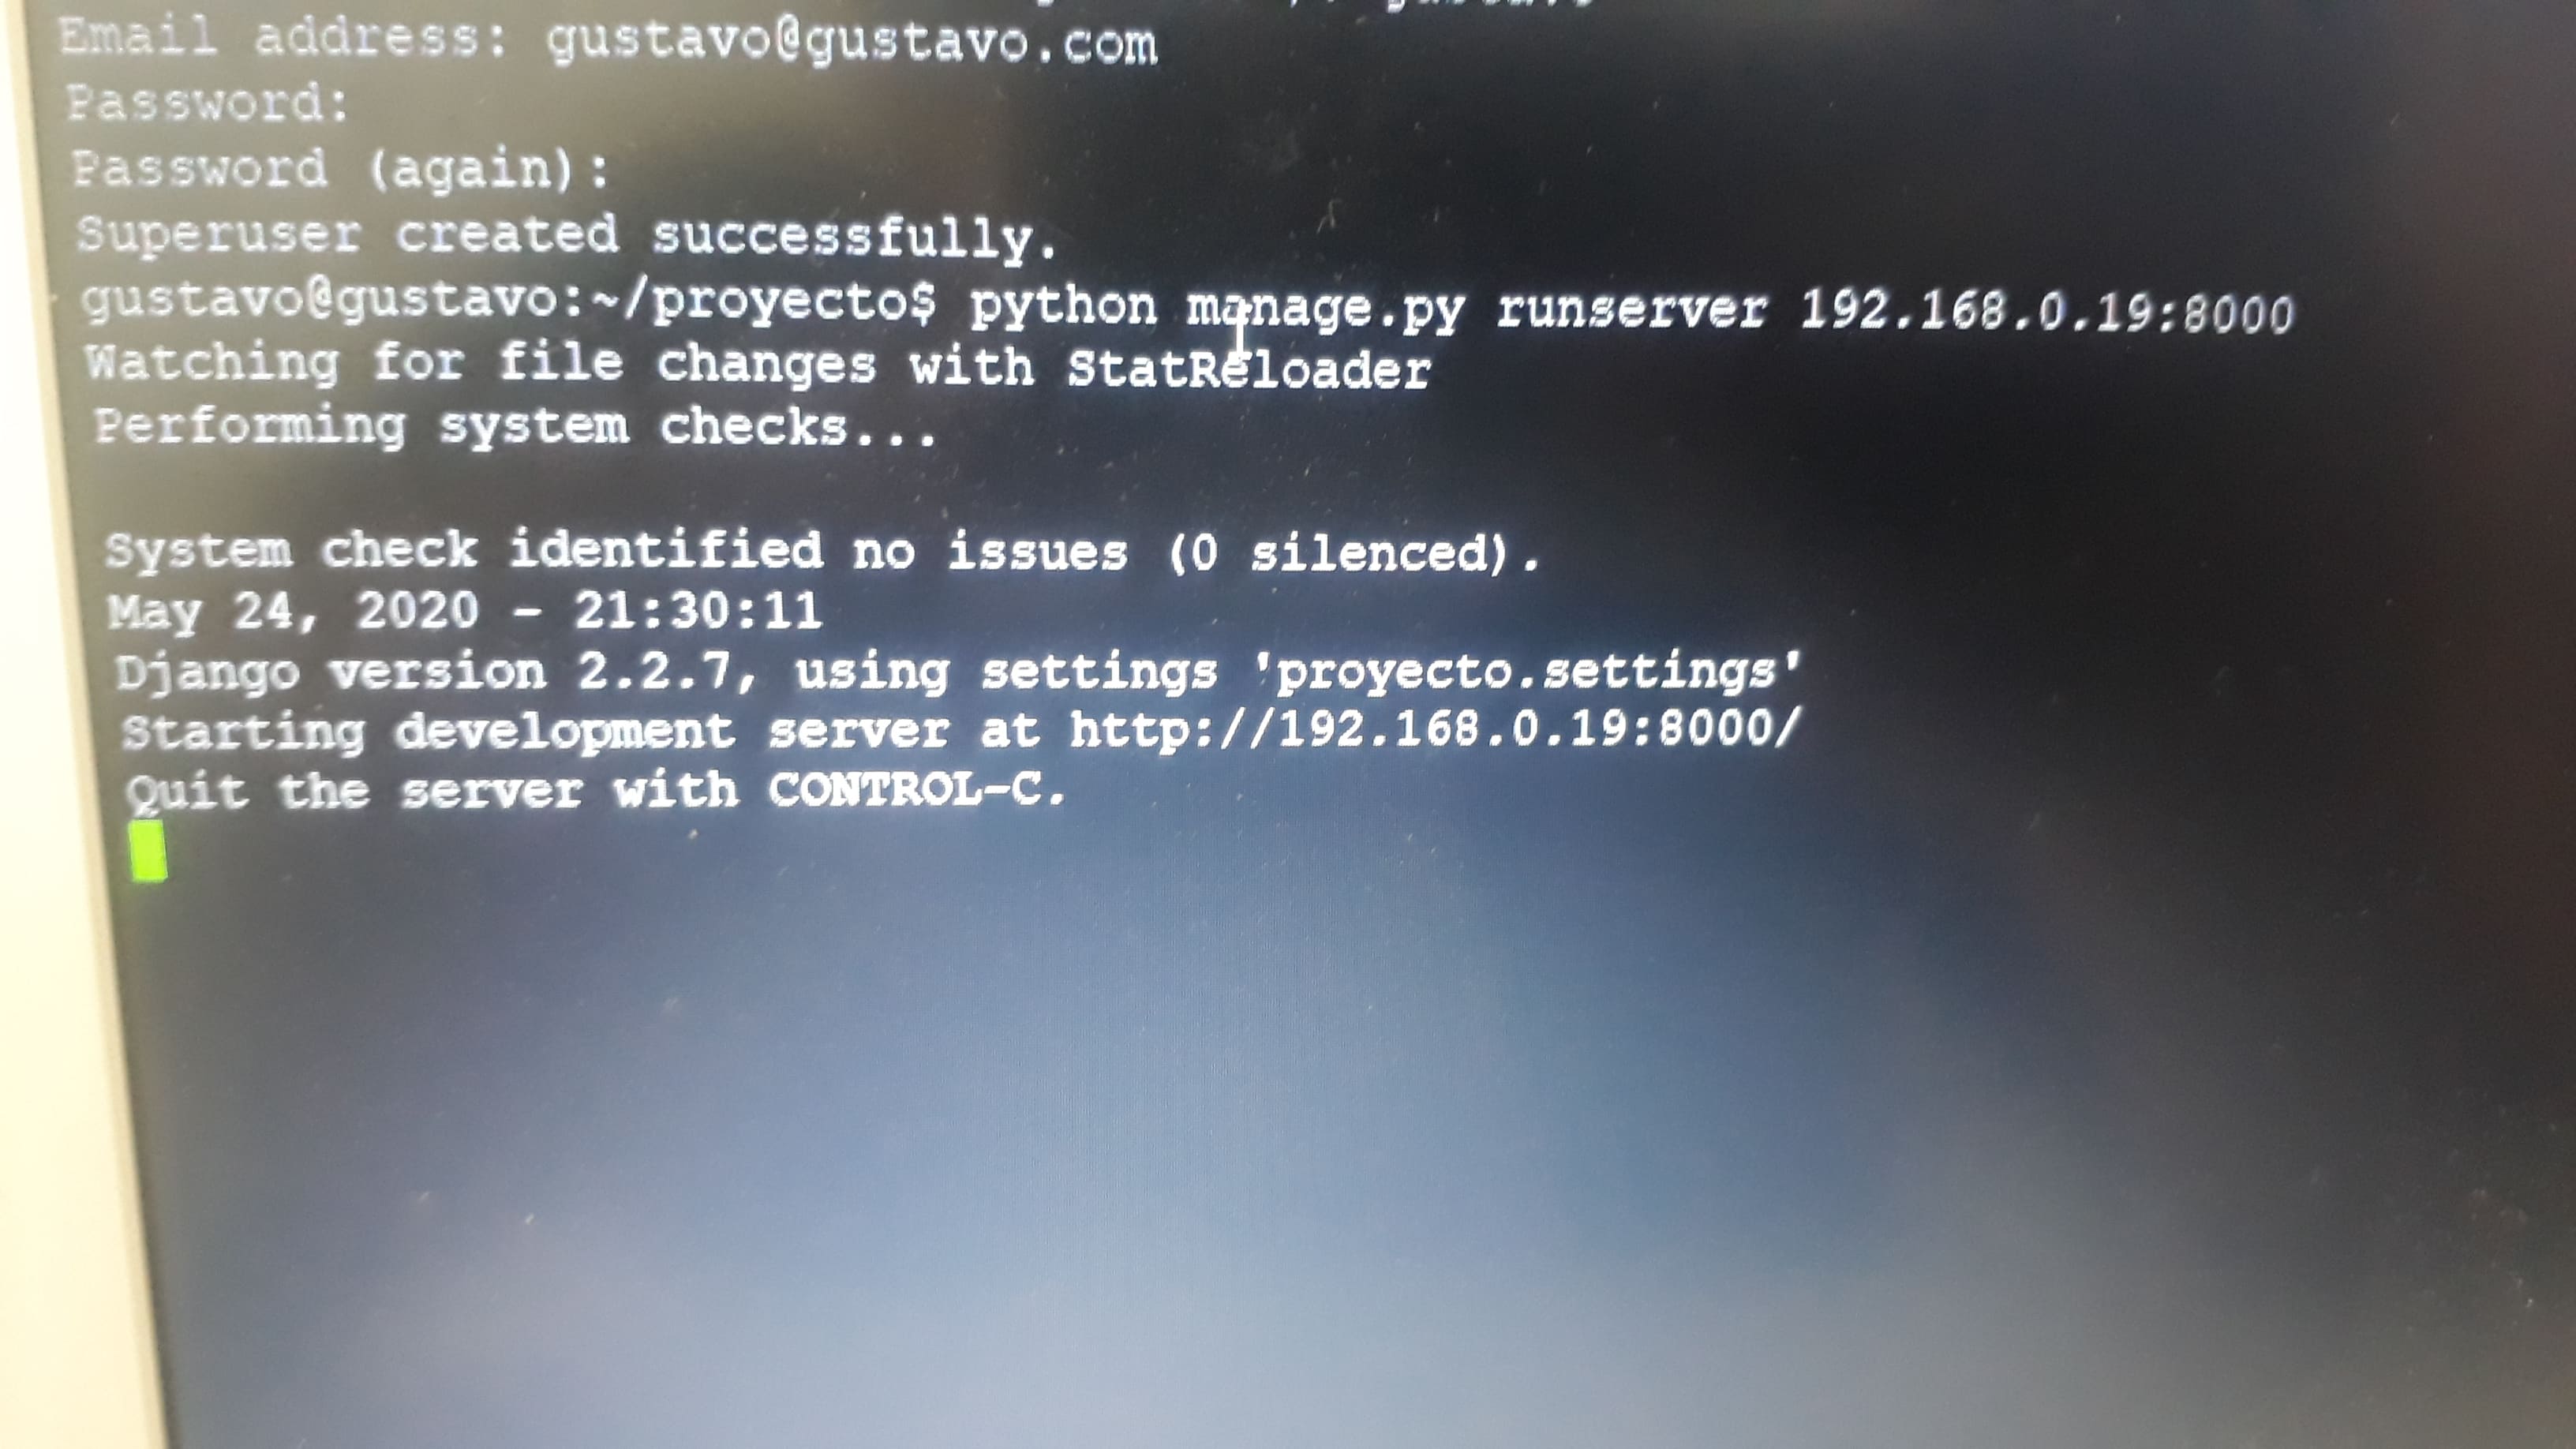 Email address: gustavo@gustavo.com
Password:
Password (again):
Superuser created successfully.
gustavo@gustavo:~/proyecto$ python manage.py runserver 192.168.0.19:8000
Watching for file changes with StatReloader
Performing system checks...
System check identified no issues (0 silenced).
May 24, 2020 - 21:30:11
Django version 2.2.7, using settings 'proyecto.settings'
Starting development server at http://192.168.0.19:8000/
Quit the server with CONTROL-C.